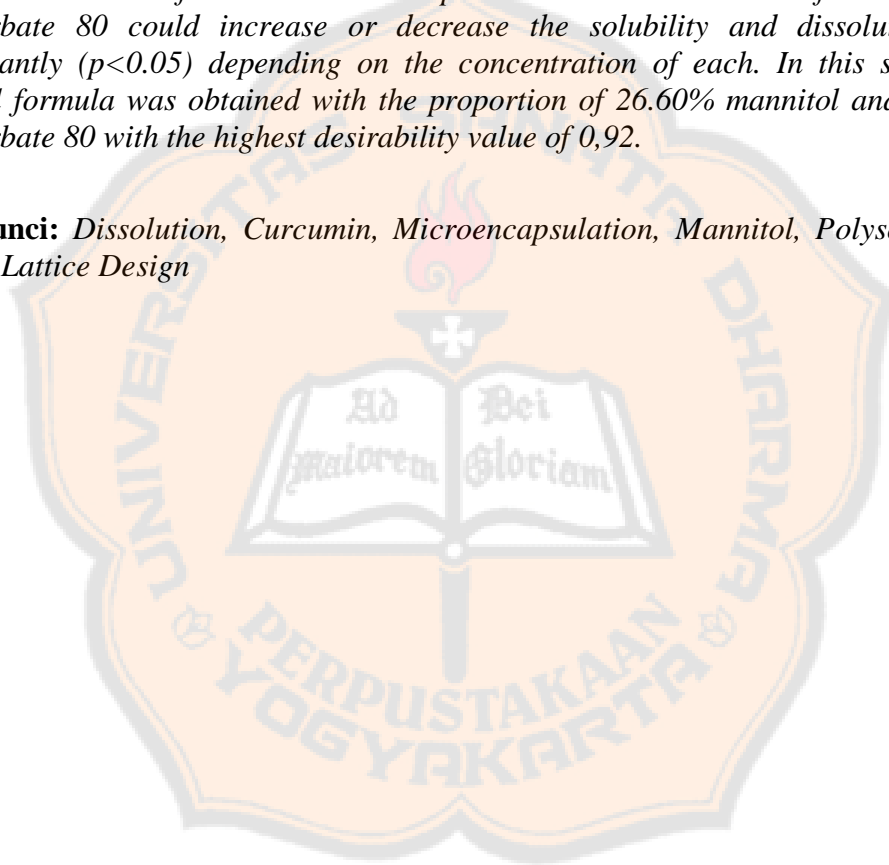 bate 80 could increase or decrease the solubility and dissolu
antly (p<0.05) depending on the concentration of each. In this s
formula was obtained with the proportion of 26.60% mannitol and
bate 80 with the highest desirability value of 0,92.
unci: Dissolution, Curcumin, Microencapsulation, Mannitol, Polys
Lattice Design
UNIVERSITAS SANATA DHARMA
Ad Dei
maiorem Gloriam
PERPUSTAKAAN
YOGYAKARTA